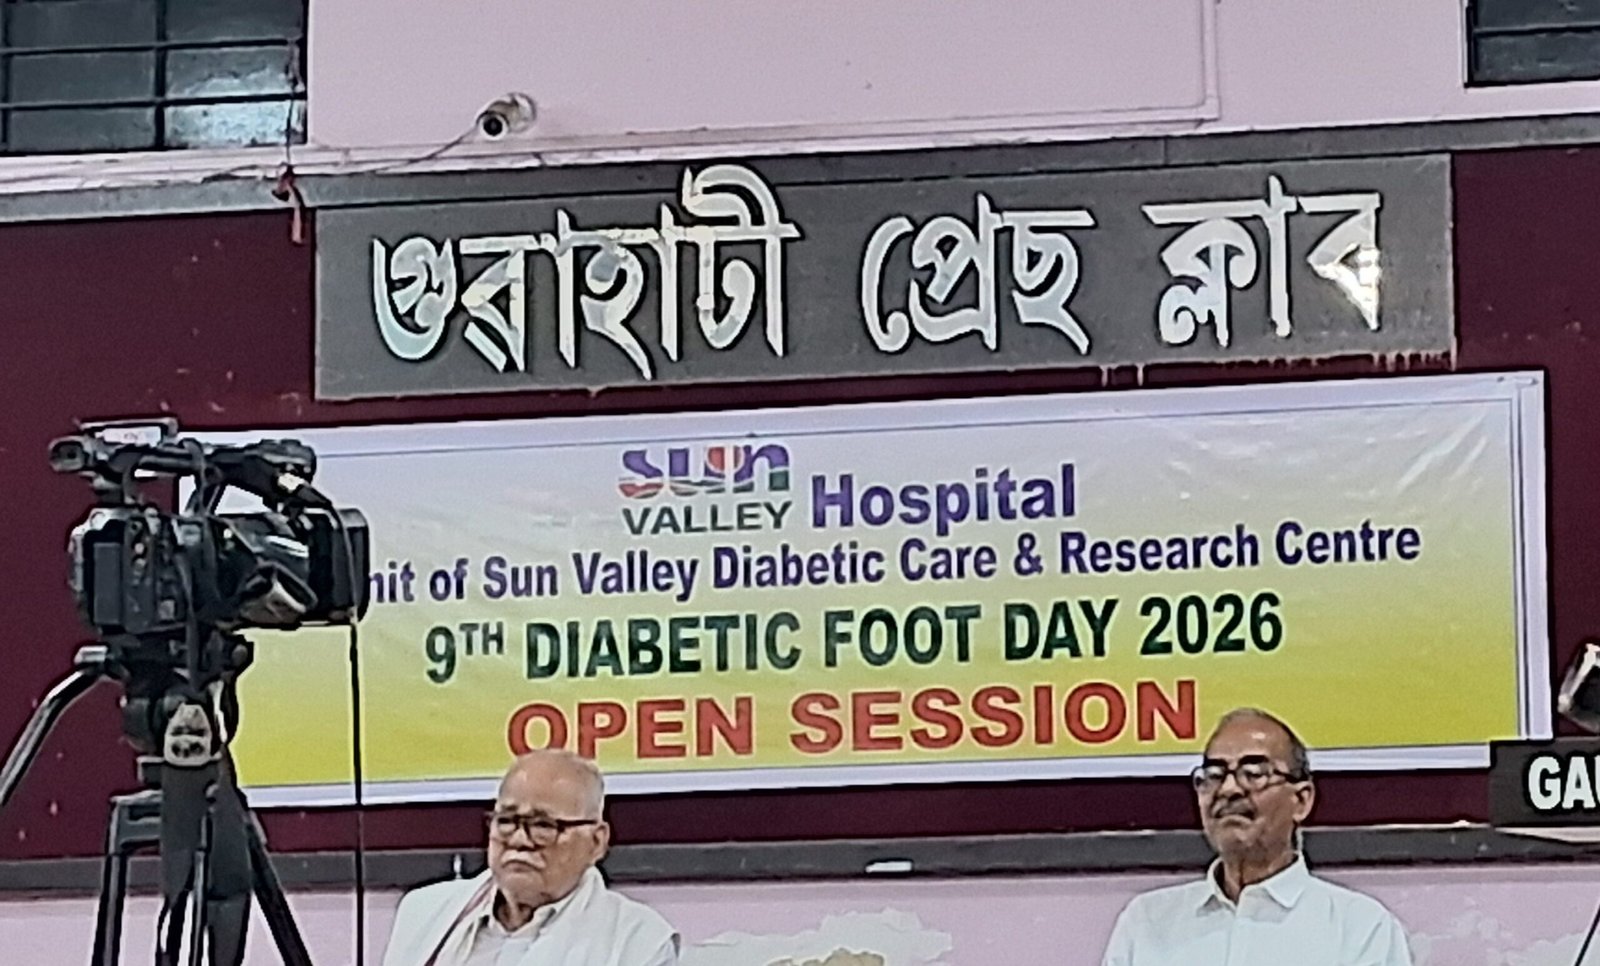 গুৱাহাটী প্ৰেছ ক্লাব
sun VALLEY Hospital
nit of Sun Valley Diabetic Care & Research Centre
9TH DIABETIC FOOT DAY 2026
OPEN SESSION
GAU